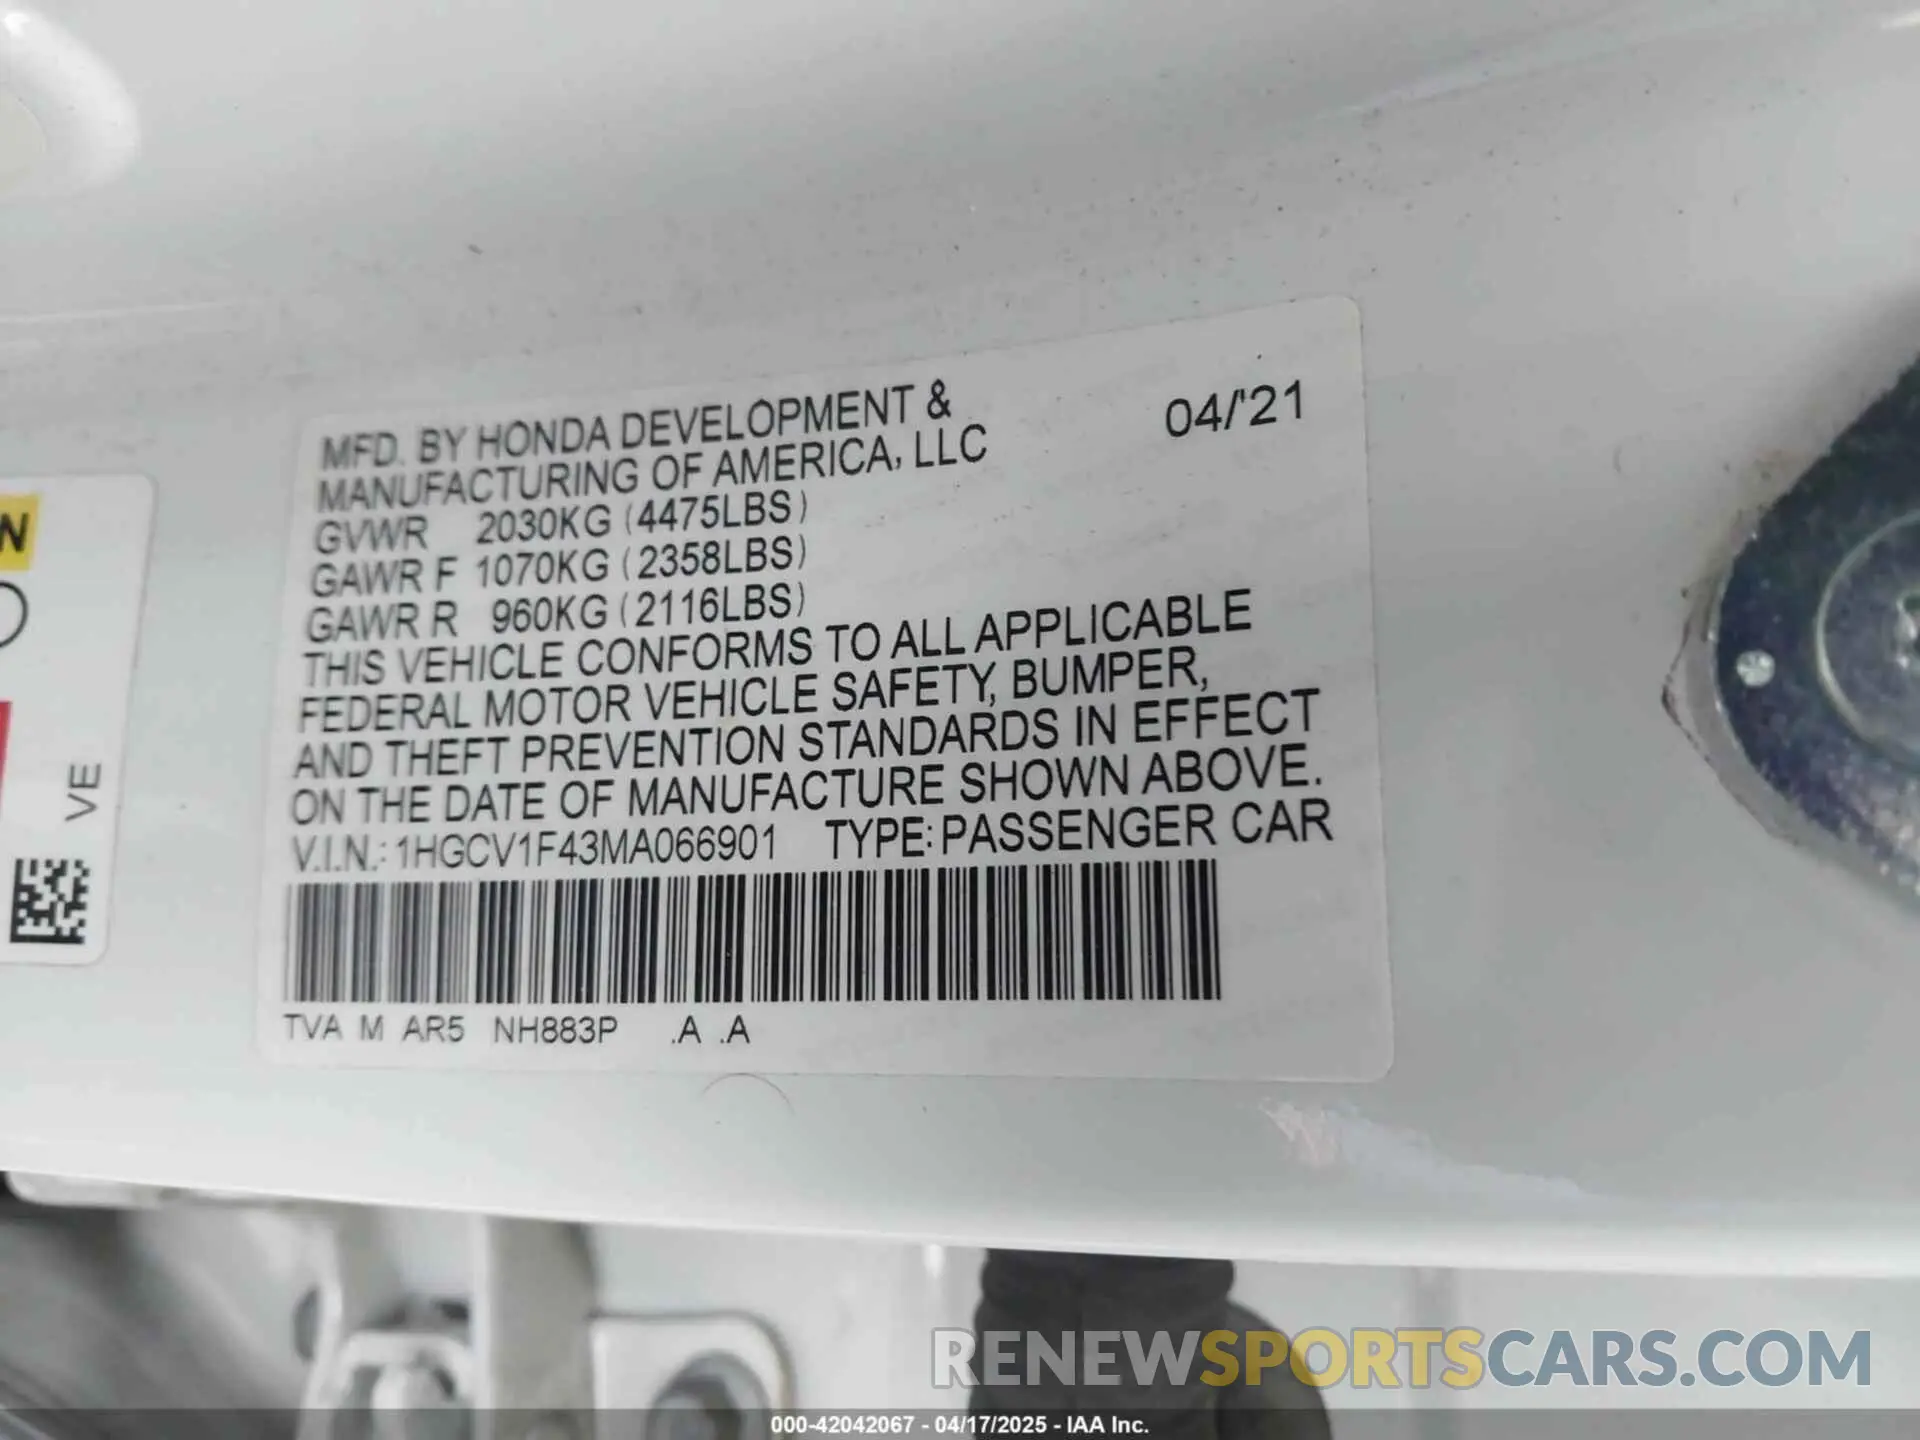 MFD. BY HONDA DEVELOPMENT &
MANUFACTURING OF AMERICA, LLC
04/'21
GVWR 2030KG (4475LBS)
GAWR F 1070KG (2358LBS)
GAWR R 960KG (2116LBS)
THIS VEHICLE CONFORMS TO ALL APPLICABLE
FEDERAL MOTOR VEHICLE SAFETY, BUMPER,
AND THEFT PREVENTION STANDARDS IN EFFECT
ON THE DATE OF MANUFACTURE SHOWN ABOVE.
V.I.N.: 1HGCV1F43MA066901 TYPE: PASSENGER CAR
TVA M AR5 NH883P .A .A
N
VE
RENEWSPORTSCARS.COM
000-42042067 - 04/17/2025 - IAA Inc.